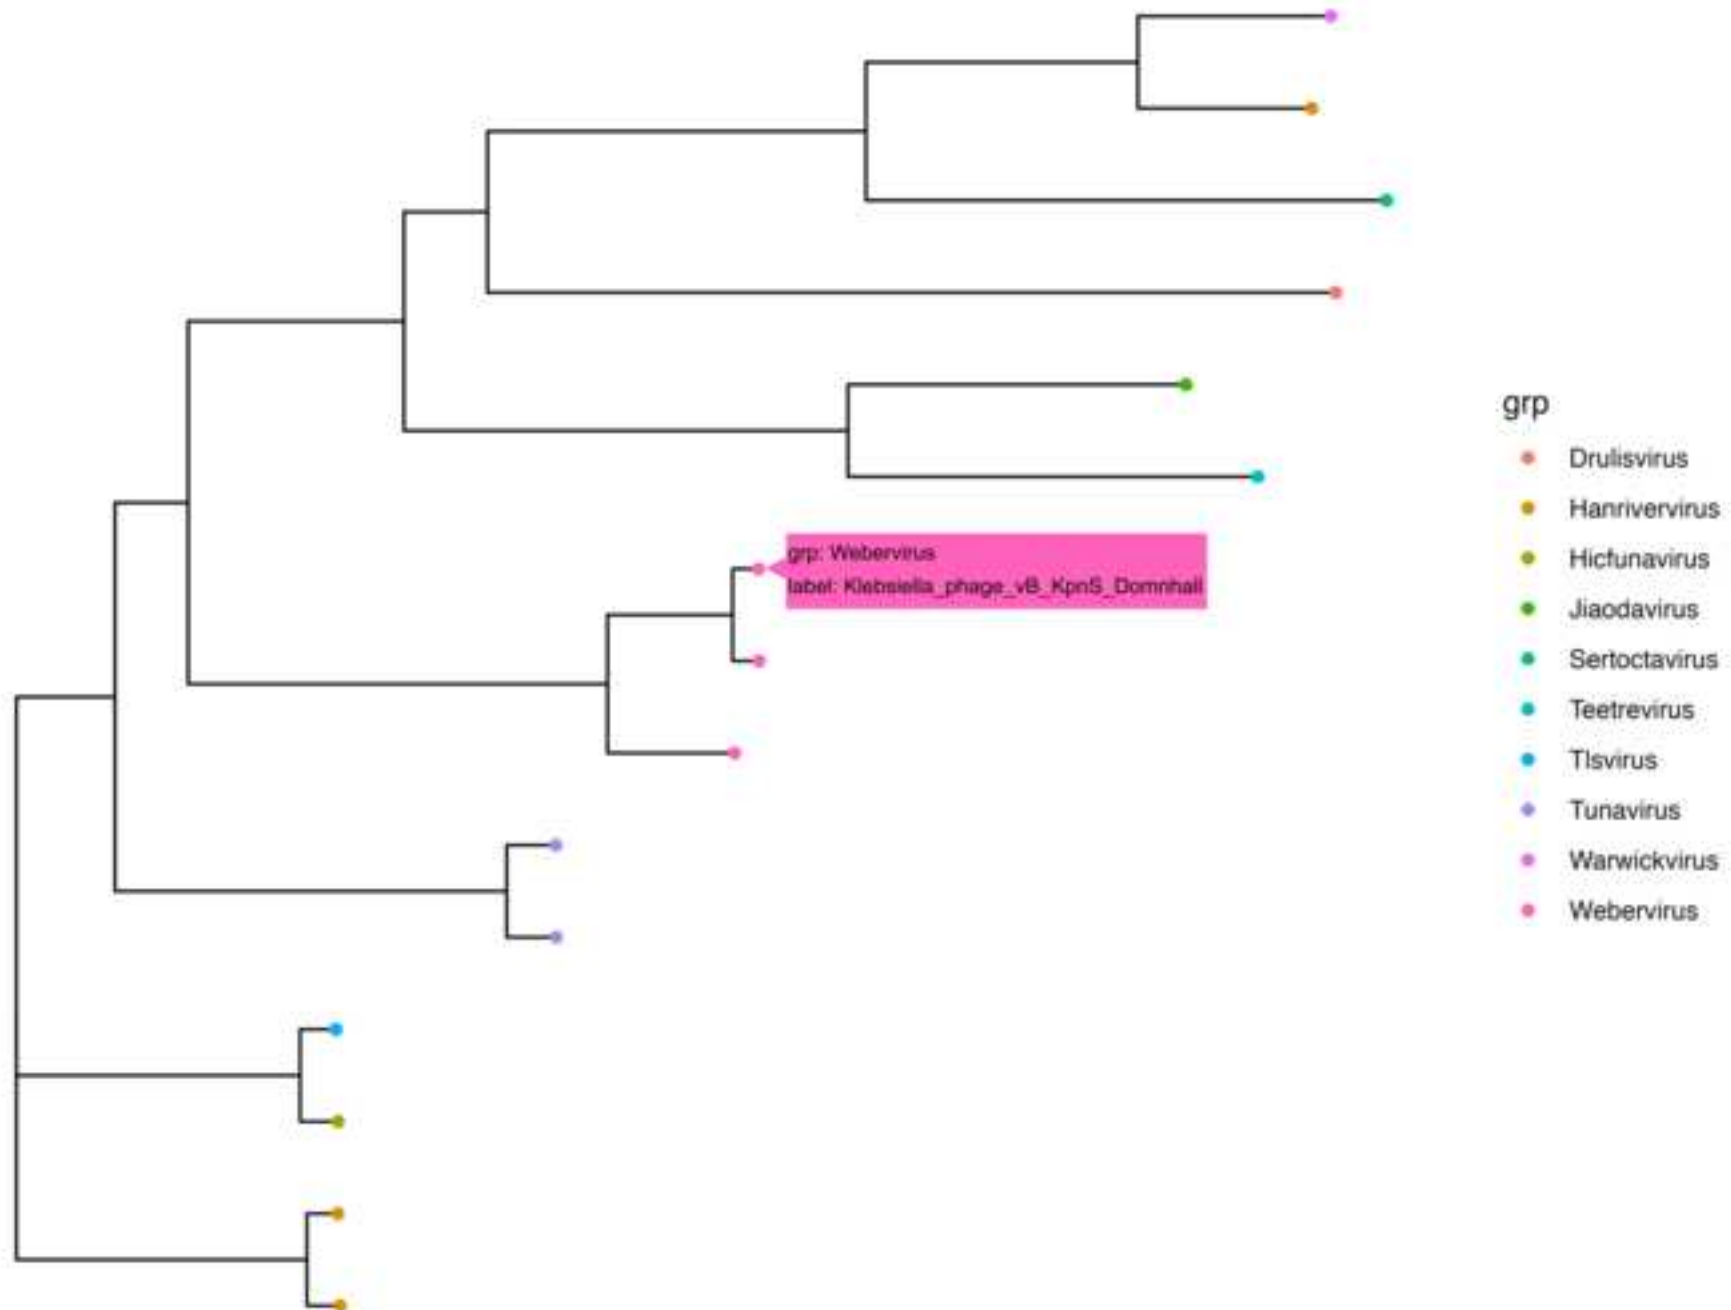 grp: Webervirus
label: Klebsiella_phage_vB_KpnS_Domnhall
grp
Drulisvirus
Hanrivervirus
Hicfunavirus
Jiaodavirus
Sertoctavirus
Teetrevirus
Tlsvirus
Tunavirus
Warwickvirus
Webervirus